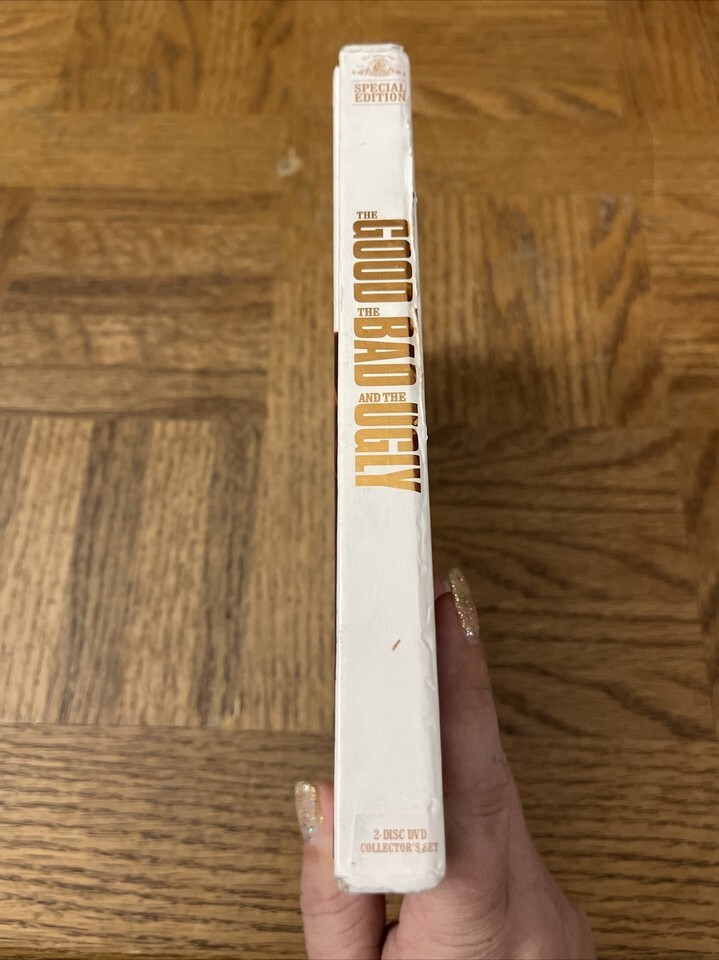 SPECIAL
EDITION
THE
GOOD
THE
BAD
AND THE
UGLY
2-DISC DVD
COLLECTOR'S SET